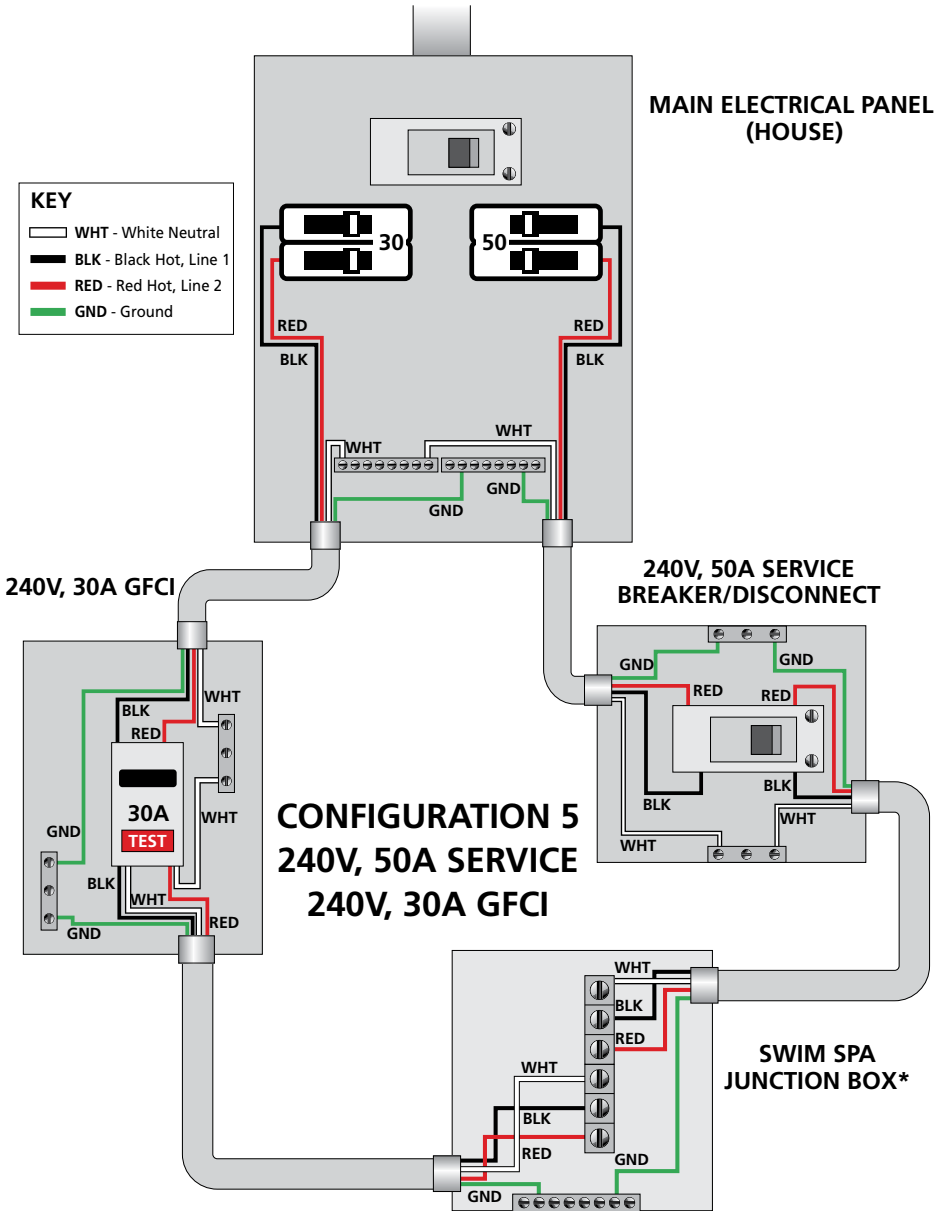 MAIN ELECTRICAL PANEL
(HOUSE)
KEY
WHT - White Neutral
BLK - Black Hot, Line 1
RED - Red Hot, Line 2
GND - Ground
30
50
RED
BLK
RED
BLK
WHT
WHT
GND
GND
240V, 30A GFCI
240V, 50A SERVICE
BREAKER/DISCONNECT
WHT
BLK
RED
30A
TEST
WHT
GND
BLK
WHT
RED
GND
GND
GND
RED
RED
BLK
BLK
WHT
WHT
CONFIGURATION 5
240V, 50A SERVICE
240V, 30A GFCI
WHT
BLK
RED
WHT
BLK
RED
GND
GND
SWIM SPA
JUNCTION BOX*